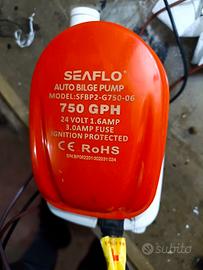 SEAFLO®
AUTO BILGE PUMP
MODEL:SFBP2-G750-06
750 GPH
24 VOLT 1.6AMP
3.0AMP FUSE
IGNITION PROTECTED
CE RoHS
subito